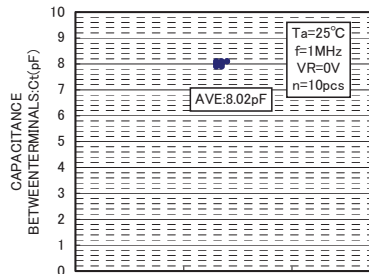 10
9
8
7
6
5
4
3
2
1
0
CAPACITANCE
BETWEENTERMINALS:Ct(pF)
Ta=25℃
f=1MHz
VR=0V
n=10pcs
AVE:8.02pF